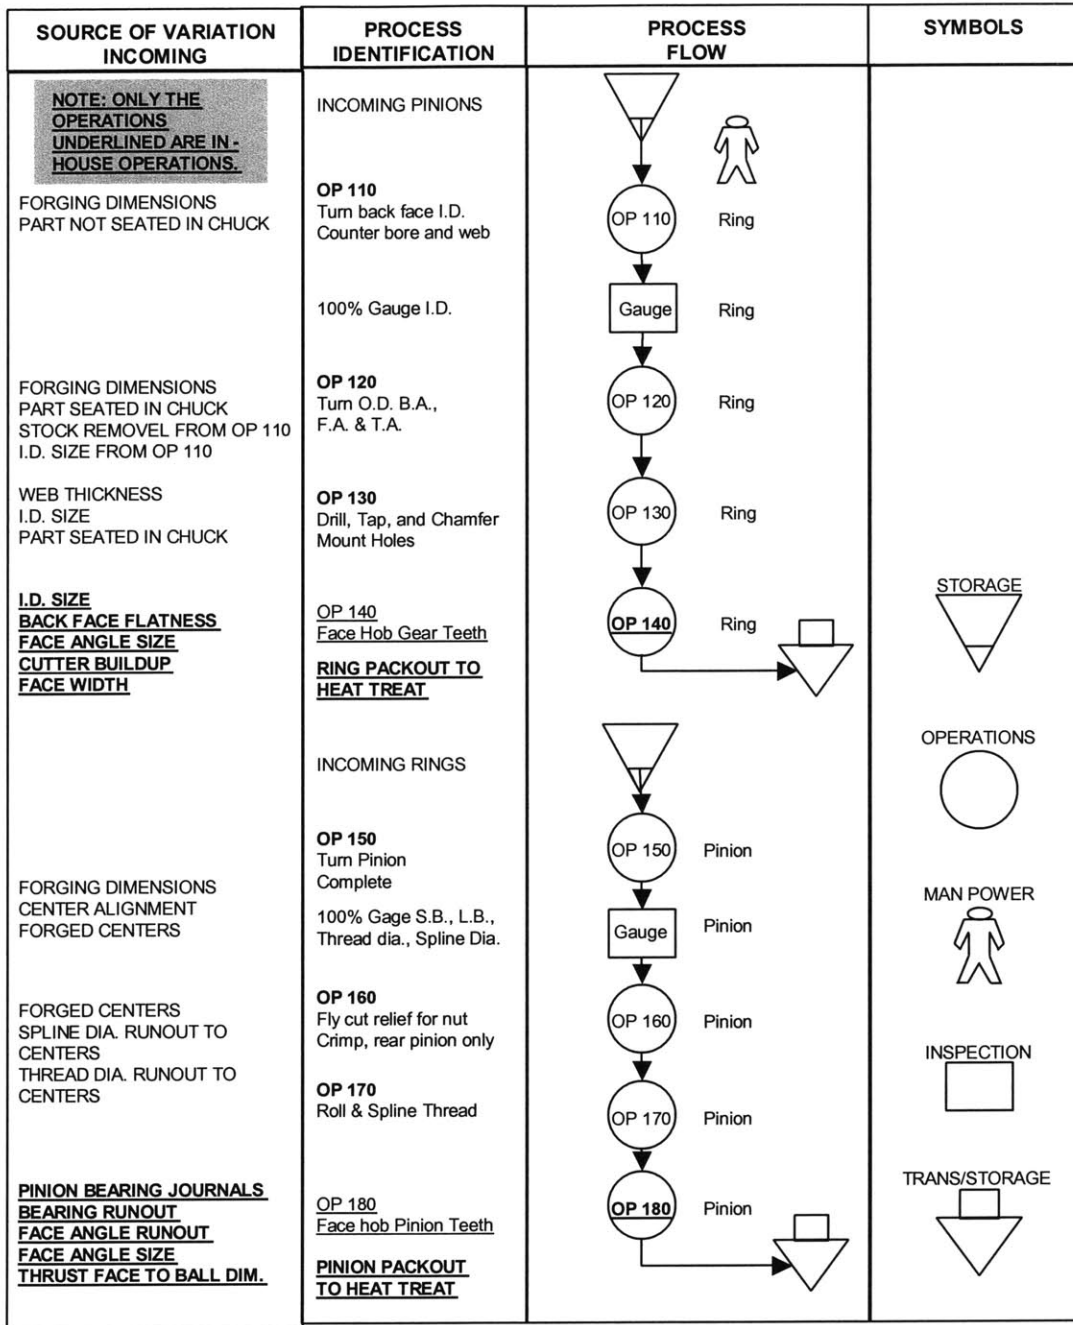 SOURCE OF VARIATION
INCOMING
PROCESS
IDENTIFICATION
PROCESS
FLOW
SYMBOLS
NOTE: ONLY THE
OPERATIONS
UNDERLINED ARE IN -
HOUSE OPERATIONS.
INCOMING PINIONS
FORGING DIMENSIONS
PART NOT SEATED IN CHUCK
OP 110
Turn back face I.D.
Counter bore and web
OP 110
Ring
100% Gauge I.D.
Gauge
Ring
FORGING DIMENSIONS
PART SEATED IN CHUCK
STOCK REMOVEL FROM OP 110
I.D. SIZE FROM OP 110
OP 120
Turn O.D. B.A.,
F.A. & T.A.
OP 120
Ring
WEB THICKNESS
I.D. SIZE
PART SEATED IN CHUCK
OP 130
Drill, Tap, and Chamfer
Mount Holes
OP 130
Ring
I.D. SIZE
BACK FACE FLATNESS
FACE ANGLE SIZE
CUTTER BUILDUP
FACE WIDTH
OP 140
Face Hob Gear Teeth
RING PACKOUT TO
HEAT TREAT
OP 140
Ring
STORAGE
INCOMING RINGS
OPERATIONS
OP 150
Turn Pinion
Complete
OP 150
Pinion
FORGING DIMENSIONS
CENTER ALIGNMENT
FORGED CENTERS
100% Gage S.B., L.B.,
Thread dia., Spline Dia.
Gauge
Pinion
MAN POWER
FORGED CENTERS
SPLINE DIA. RUNOUT TO
CENTERS
THREAD DIA. RUNOUT TO
CENTERS
OP 160
Fly cut relief for nut
Crimp, rear pinion only
OP 160
Pinion
INSPECTION
OP 170
Roll & Spline Thread
OP 170
Pinion
PINION BEARING JOURNALS
BEARING RUNOUT
FACE ANGLE RUNOUT
FACE ANGLE SIZE
THRUST FACE TO BALL DIM.
OP 180
Face hob Pinion Teeth
PINION PACKOUT
TO HEAT TREAT
OP 180
Pinion
TRANS/STORAGE